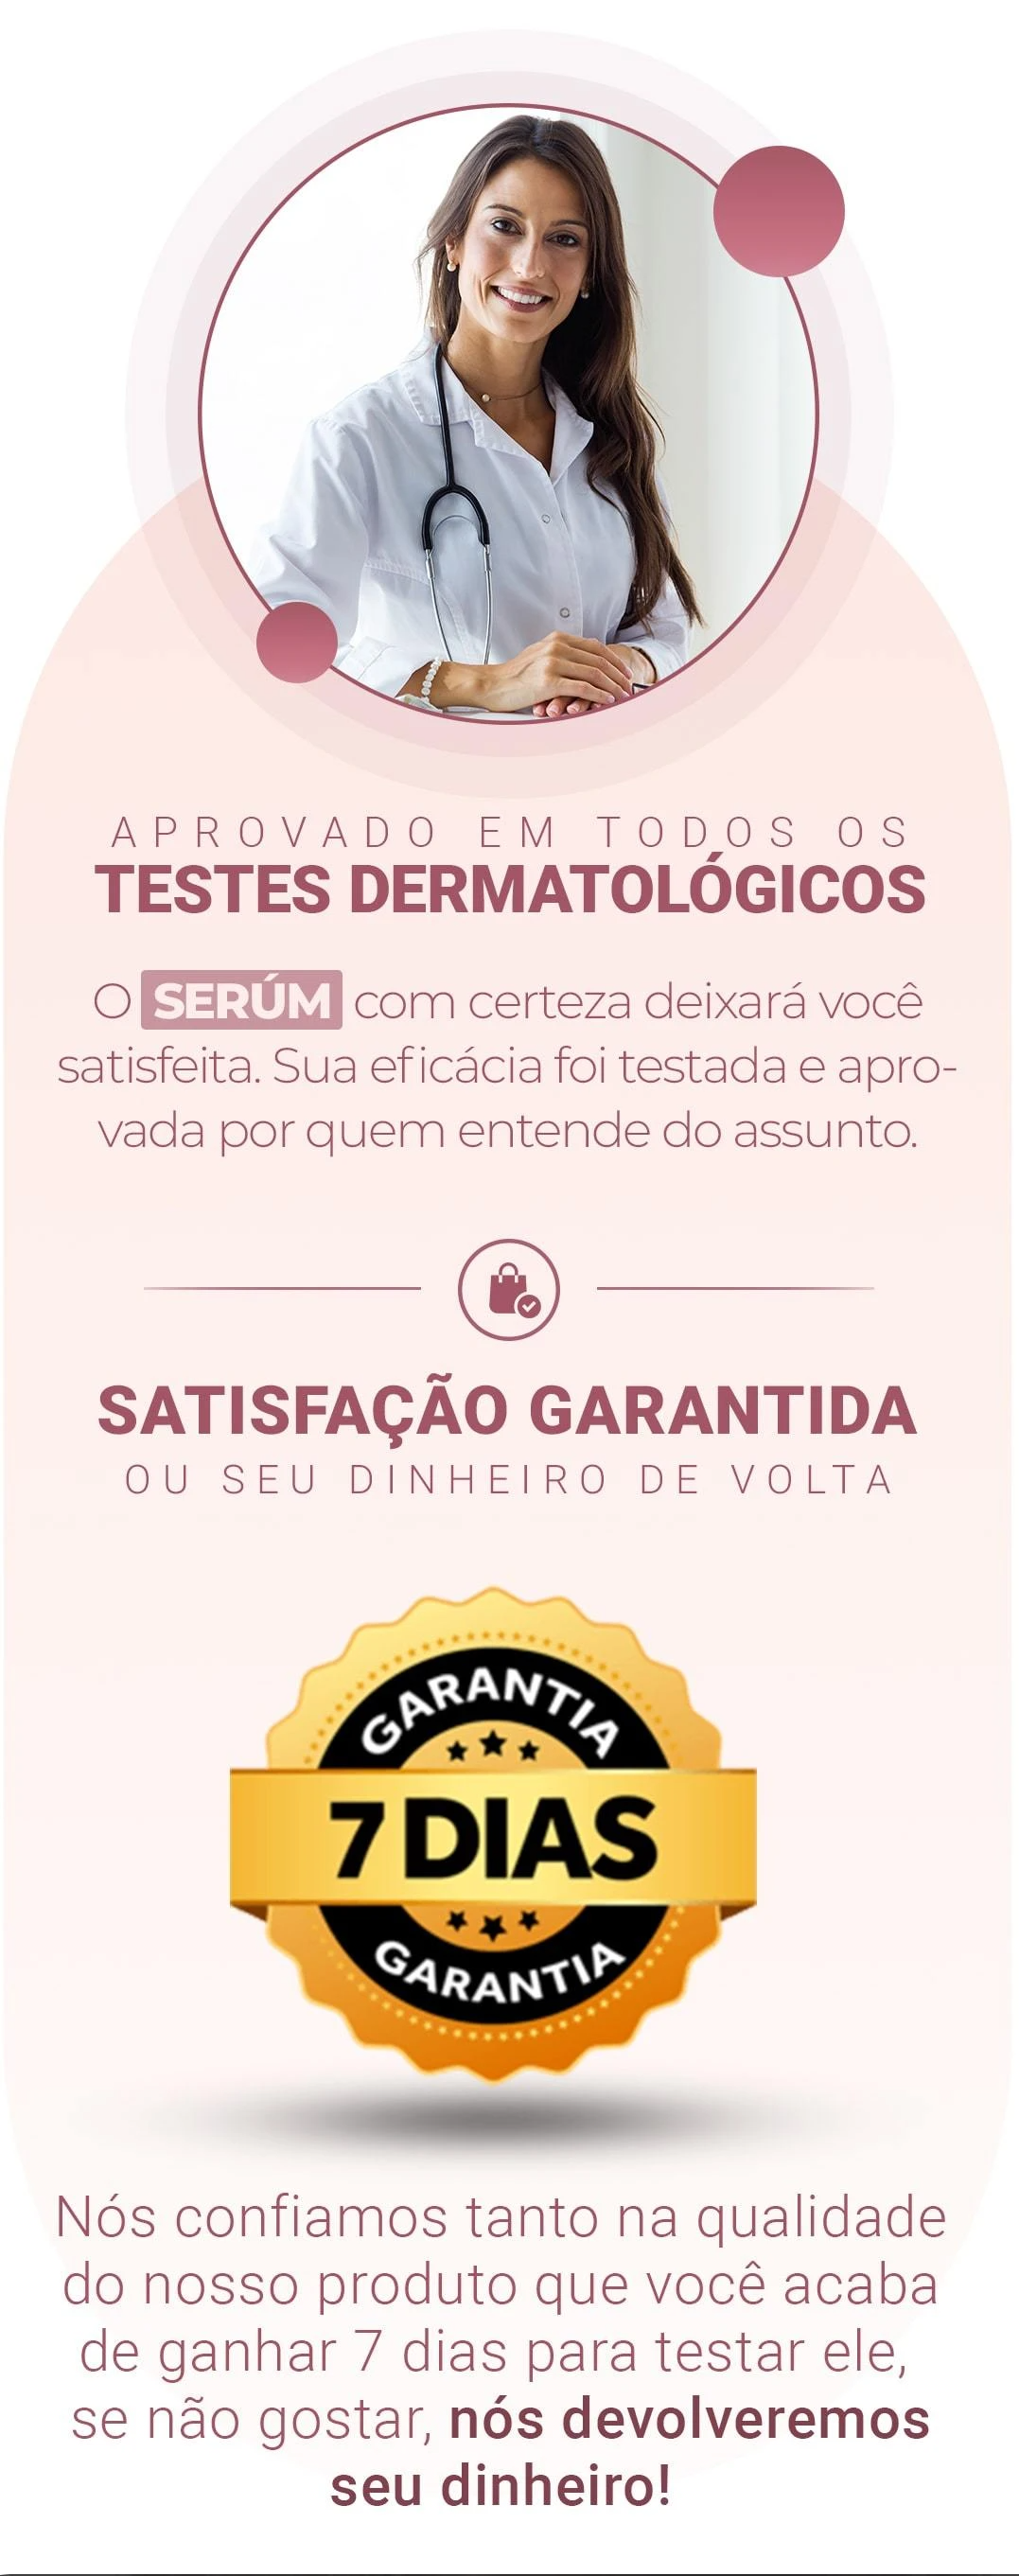 APROVADO EM TODOS OS
TESTES DERMATOLÓGICOS
O SERÚM com certeza deixará você
satisfeita. Sua eficácia foi testada e apro-
vada por quem entende do assunto.
SATISFAÇÃO GARANTIDA
OU SEU DINHEIRO DE VOLTA
GARANTIA
7 DIAS
GARANTIA
Nós confiamos tanto na qualidade
do nosso produto que você acaba
de ganhar 7 dias para testar ele,
se não gostar, nós devolveremos
seu dinheiro!